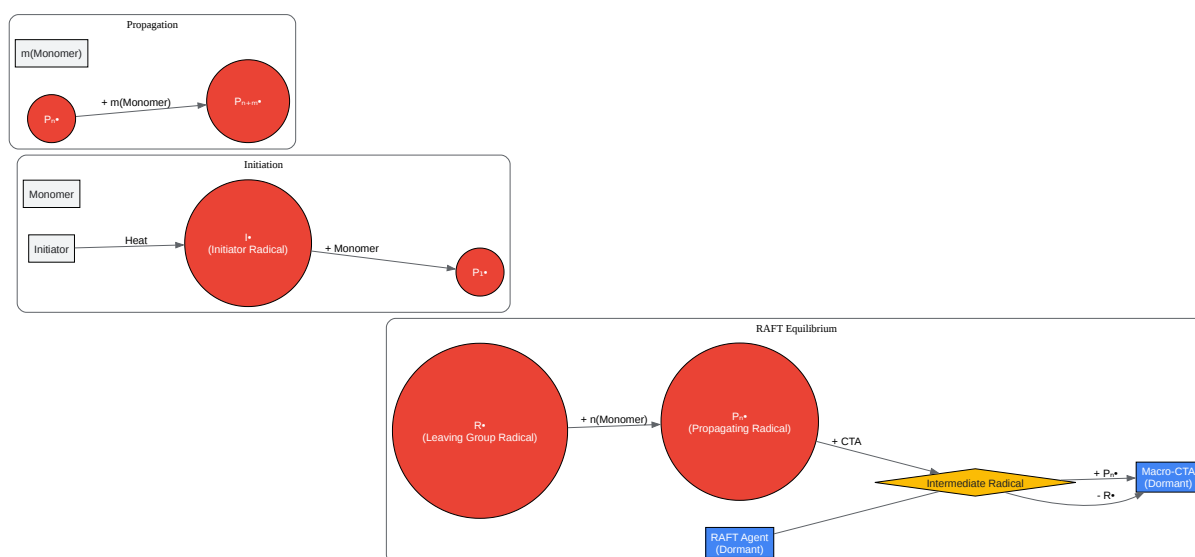 Propagation
m(Monomer)
Pₙ•
+ m(Monomer)
Pₙ₊ₘ•
Initiation
Monomer
Initiator
Heat
I•
(Initiator Radical)
+ Monomer
P₁•
RAFT Equilibrium
R•
(Leaving Group Radical)
+ n(Monomer)
Pₙ•
(Propagating Radical)
+ CTA
Intermediate Radical
+ Pₙ•
- R•
Macro-CTA
(Dormant)
RAFT Agent
(Dormant)